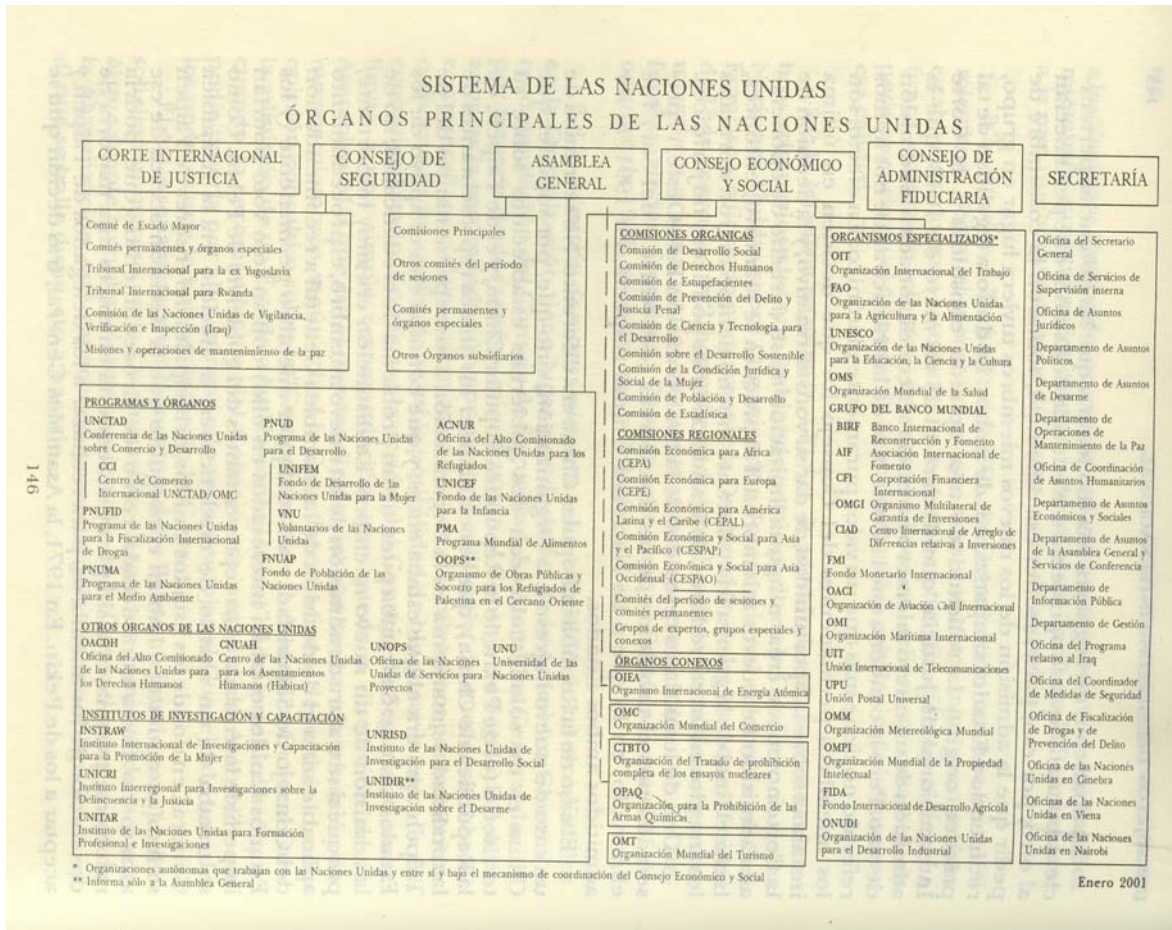 SISTEMA DE LAS NACIONES UNIDAS
ÓRGANOS PRINCIPALES DE LAS NACIONES UNIDAS
CORTE INTERNACIONAL
DE JUSTICIA
CONSEJO DE
SEGURIDAD
ASAMBLEA
GENERAL
CONSEJO ECONÓMICO
Y SOCIAL
CONSEJO DE
ADMINISTRACIÓN
FIDUCIARIA
SECRETARÍA
Comité de Estado Mayor
Comités permanentes y órganos especiales
Tribunal Internacional para la ex Yugoslavia
Tribunal Internacional para Rwanda
Comisión de las Naciones Unidas de Vigilancia,
Verificación e Inspección (Iraq)
Misiones y operaciones de mantenimiento de la paz
Comisiones Principales
Otros comités del período
de sesiones
Comités permanentes y
órganos especiales
Otros Órganos subsidiarios
PROGRAMAS Y ÓRGANOS
UNCTAD
Conferencia de las Naciones Unidas
sobre Comercio y Desarrollo
CCI
Centro de Comercio
Internacional UNCTAD/OMC
PNUFID
Programa de las Naciones Unidas
para la Fiscalización Internacional
de Drogas
PNUMA
Programa de las Naciones Unidas
para el Medio Ambiente
PNUD
Programa de las Naciones Unidas
para el Desarrollo
UNIFEM
Fondo de Desarrollo de las
Naciones Unidas para la Mujer
VNU
Voluntarios de las Naciones
Unidas
FNUAP
Fondo de Población de las
Naciones Unidas
ACNUR
Oficina del Alto Comisionado
de las Naciones Unidas para los
Refugiados
UNICEF
Fondo de las Naciones Unidas
para la Infancia
PMA
Programa Mundial de Alimentos
OOPS**
Organismo de Obras Públicas y
Socorro para los Refugiados de
Palestina en el Cercano Oriente
OTROS ÓRGANOS DE LAS NACIONES UNIDAS
OACDH
Oficina del Alto Comisionado
de las Naciones Unidas para
los Derechos Humanos
CNUAH
Centro de las Naciones Unidas
para los Asentamientos
Humanos (Habitat)
UNOPS
Oficina de las Naciones
Unidas de Servicios para
Proyectos
UNU
Universidad de las
Naciones Unidas
INSTITUTOS DE INVESTIGACIÓN Y CAPACITACIÓN
INSTRAW
Instituto Internacional de Investigaciones y Capacitación
para la Promoción de la Mujer
UNICRI
Instituto Interregional para Investigaciones sobre la
Delincuencia y la Justicia
UNITAR
Instituto de las Naciones Unidas para Formación
Profesional e Investigaciones
UNRISD
Instituto de las Naciones Unidas de
Investigación para el Desarrollo Social
UNIDIR**
Instituto de las Naciones Unidas de
Investigación sobre el Desarme
COMISIONES ORGÁNICAS
Comisión de Desarrollo Social
Comisión de Derechos Humanos
Comisión de Estupefacientes
Comisión de Prevención del Delito y
Justicia Penal
Comisión de Ciencia y Tecnología para
el Desarrollo
Comisión sobre el Desarrollo Sostenible
Comisión de la Condición Jurídica y
Social de la Mujer
Comisión de Población y Desarrollo
Comisión de Estadística
COMISIONES REGIONALES
Comisión Económica para Africa
(CEPA)
Comisión Económica para Europa
(CEPE)
Comisión Económica para América
Latina y el Caribe (CEPAL)
Comisión Económica y Social para Asia
y el Pacífico (CESPAP)
Comisión Económica y Social para Asia
Occidental (CESPAO)
Comités del período de sesiones y
comités permanentes
Grupos de expertos, grupos especiales y
conexos
ÓRGANOS CONEXOS
OIEA
Organismo Internacional de Energía Atómica
OMC
Organización Mundial del Comercio
CTBTO
Organización del Tratado de prohibición
completa de los ensayos nucleares
OPAQ
Organización para la Prohibición de las
Armas Químicas
OMT
Organización Mundial del Turismo
ORGANISMOS ESPECIALIZADOS*
OIT
Organización Internacional del Trabajo
FAO
Organización de las Naciones Unidas
para la Agricultura y la Alimentación
UNESCO
Organización de las Naciones Unidas
para la Educación, la Ciencia y la Cultura
OMS
Organización Mundial de la Salud
GRUPO DEL BANCO MUNDIAL
BIRF Banco Internacional de
Reconstrucción y Fomento
AIF Asociación Internacional de
Fomento
CFI Corporación Financiera
Internacional
OMGI Organismo Multilateral de
Garantía de Inversiones
CIAD Centro Internacional de Arreglo de
Diferencias relativas a Inversiones
FMI
Fondo Monetario Internacional
OACI
Organización de Aviación Civil Internacional
OMI
Organización Marítima Internacional
UIT
Unión Internacional de Telecomunicaciones
UPU
Unión Postal Universal
OMM
Organización Metereológica Mundial
OMPI
Organización Mundial de la Propiedad
Intelectual
FIDA
Fondo Internacional de Desarrollo Agrícola
ONUDI
Organización de las Naciones Unidas
para el Desarrollo Industrial
Oficina del Secretario
General
Oficina de Servicios de
Supervisión interna
Oficina de Asuntos
Jurídicos
Departamento de Asuntos
Políticos
Departamento de Asuntos
de Desarme
Departamento de
Operaciones de
Mantenimiento de la Paz
Oficina de Coordinación
de Asuntos Humanitarios
Departamento de Asuntos
Económicos y Sociales
Departamento de Asuntos
de la Asamblea General y
Servicios de Conferencia
Departamento de
Información Pública
Departamento de Gestión
Oficina del Programa
relativo al Iraq
Oficina del Coordinador
de Medidas de Seguridad
Oficina de Fiscalización
de Drogas y de
Prevención del Delito
Oficina de las Naciones
Unidas en Ginebra
Oficinas de las Naciones
Unidas en Viena
Oficina de las Naciones
Unidas en Nairobi
* Organizaciones autónomas que trabajan con las Naciones Unidas y entre sí y bajo el mecanismo de coordinación del Consejo Económico y Social
** Informa sólo a la Asamblea General
Enero 2001
146